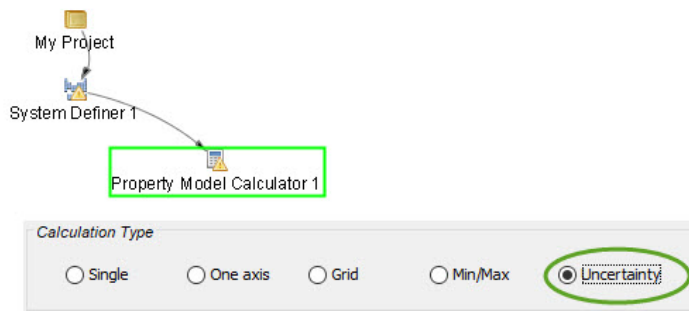 My Project
System Definer 1
Property Model Calculator 1
Calculation Type
Single One axis Grid Min/Max Uncertainty